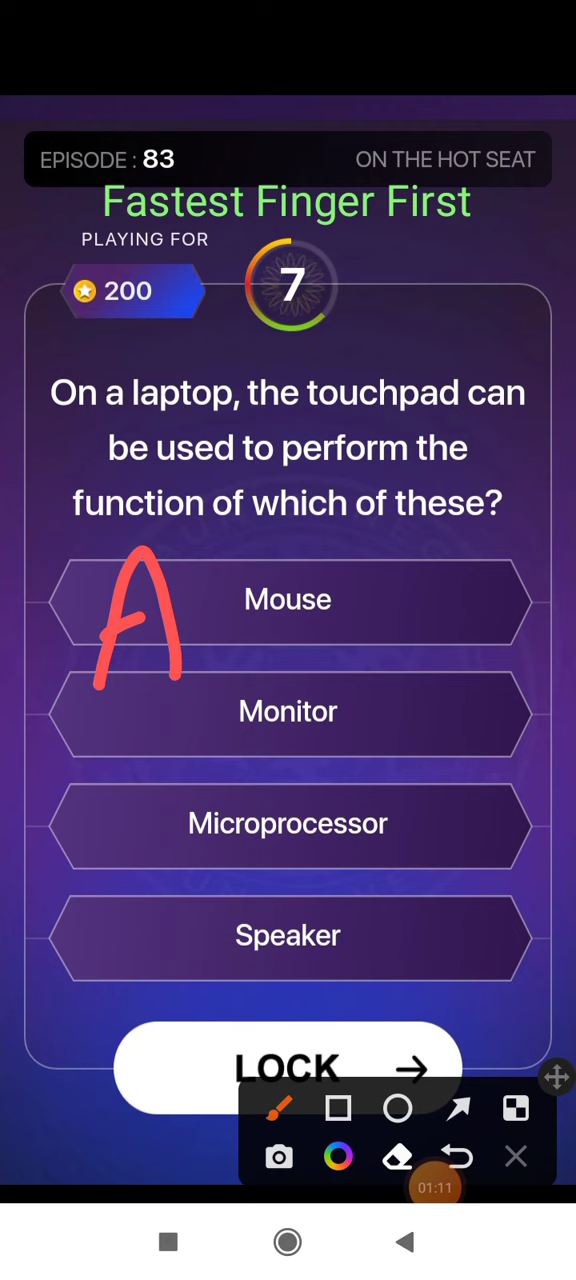 EPISODE : 83
ON THE HOT SEAT
Fastest Finger First
PLAYING FOR
200
7
On a laptop, the touchpad can
be used to perform the
function of which of these?
A
Mouse
Monitor
Microprocessor
Speaker
LOCK →
01:11